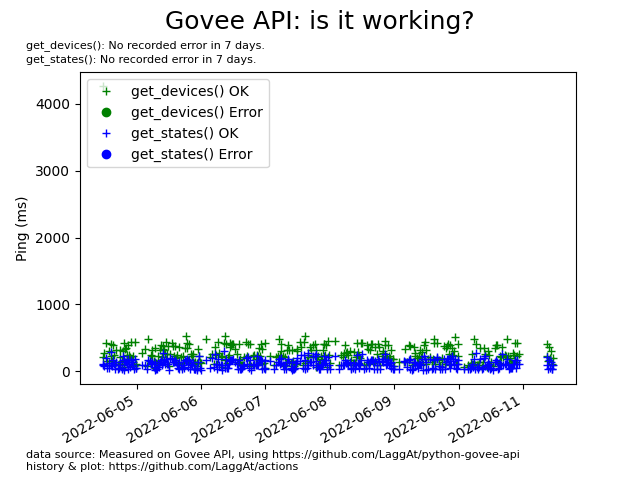 Govee API: is it working?
get_devices(): No recorded error in 7 days.
get_states(): No recorded error in 7 days.
get_devices() OK
get_devices() Error
get_states() OK
get_states() Error
Ping (ms)
4000
3000
2000
1000
0
2022-06-05
2022-06-06
2022-06-07
2022-06-08
2022-06-09
2022-06-10
2022-06-11
data source: Measured on Govee API, using https://github.com/LaggAt/python-govee-api
history & plot: https://github.com/LaggAt/actions